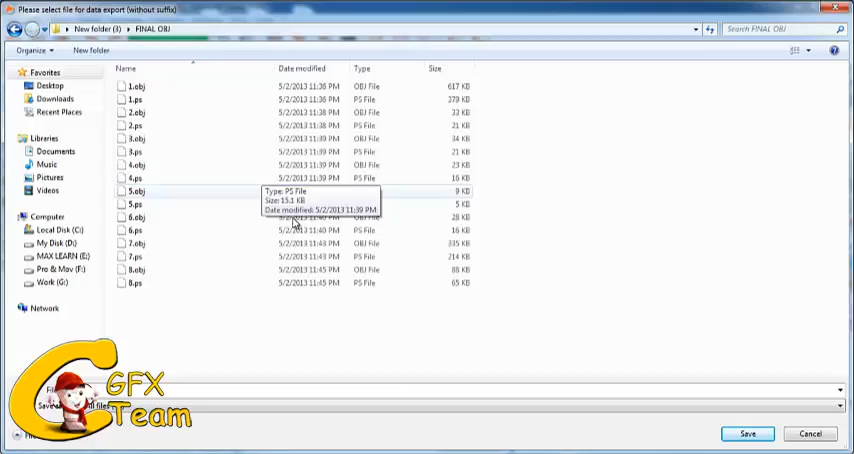 Please select file for data export (without suffix)
New folder (3) FINAL OBJ Search FINAL OBJ
Organize New folder
Name Date modified Type Size
Favorites
Desktop
Downloads
Recent Places
Libraries
Documents
Music
Pictures
Videos
Computer
Local Disk (C:)
My Disk (D:)
MAX LEARN (E:)
Pro & Mov (F:)
Work (G:)
Network
1.obj 5/2/2013 11:36 PM OBJ File 617 KB
1.ps 5/2/2013 11:36 PM PS File 379 KB
2.obj 5/2/2013 11:38 PM OBJ File 33 KB
2.ps 5/2/2013 11:38 PM PS File 21 KB
3.obj 5/2/2013 11:39 PM OBJ File 34 KB
3.ps 5/2/2013 11:39 PM PS File 21 KB
4.obj 5/2/2013 11:39 PM OBJ File 23 KB
4.ps 5/2/2013 11:39 PM PS File 16 KB
5.obj 9 KB
5.ps 5 KB
6.obj 5/2/2013 11:40 PM OBJ File 28 KB
6.ps 5/2/2013 11:40 PM PS File 16 KB
7.obj 5/2/2013 11:43 PM OBJ File 335 KB
7.ps 5/2/2013 11:43 PM PS File 214 KB
8.obj 5/2/2013 11:45 PM OBJ File 88 KB
8.ps 5/2/2013 11:45 PM PS File 65 KB
Type: PS File
Size: 15.1 KB
Date modified: 5/2/2013 11:39 PM
C GFX
Team
Save Cancel